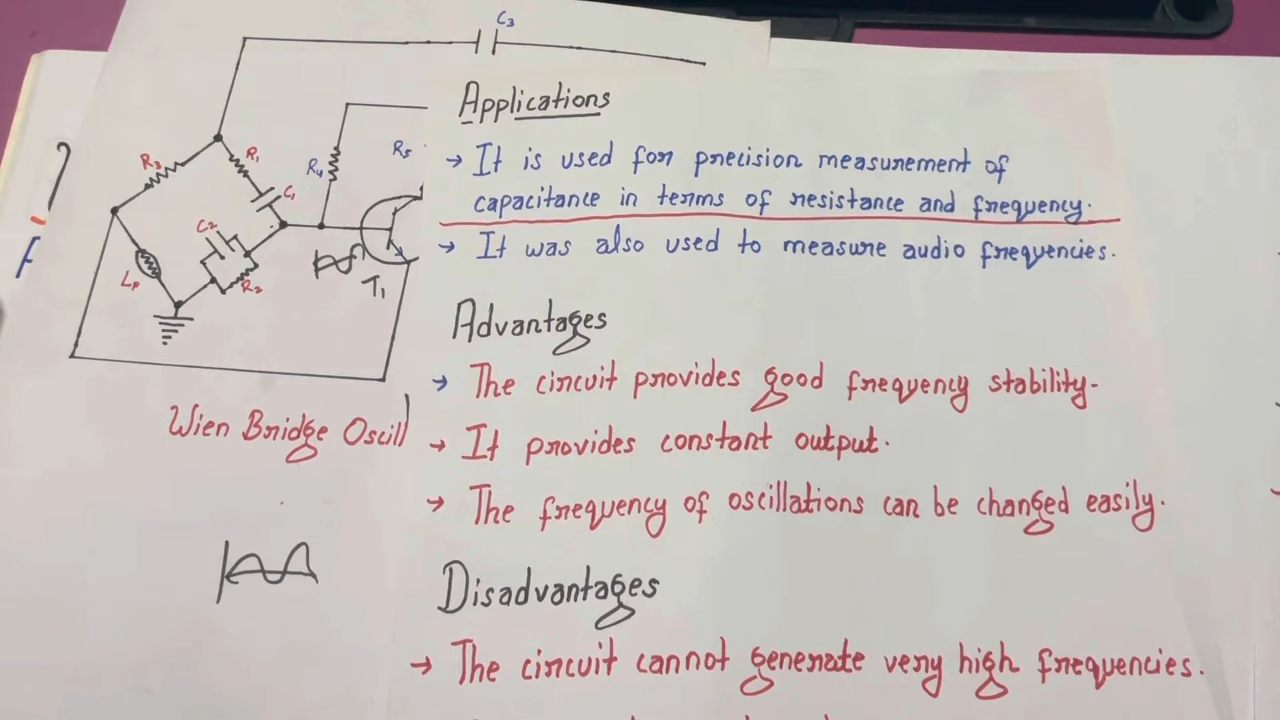 C3
Applications
R3
R1
R4
R5
→ It is used for precision measurement of
capacitance in terms of resistance and frequency.
C1
C2
→ It was also used to measure audio frequencies.
Lp
R2
T1
Advantages
→ The circuit provides good frequency stability-
Wien Bridge Oscill
→ It provides constant output.
→ The frequency of oscillations can be changed easily.
Disadvantages
→ The circuit cannot generate very high frequencies.